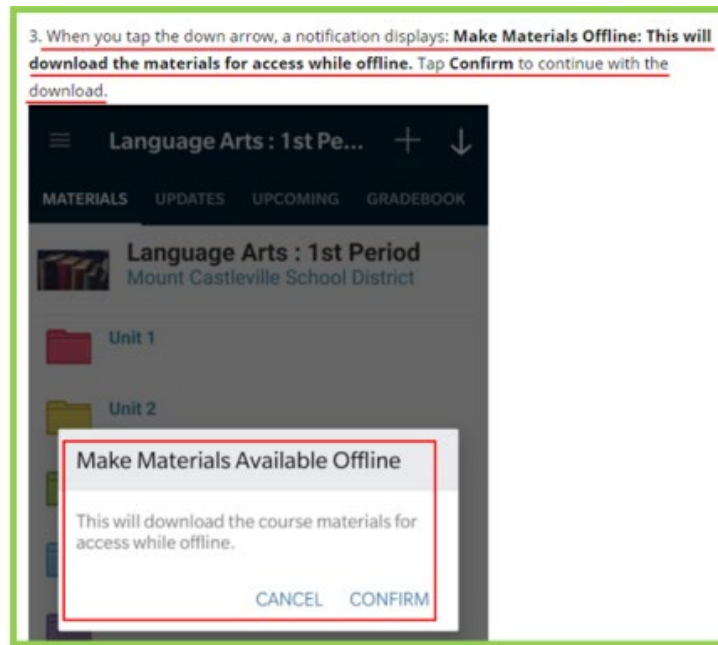 3. When you tap the down arrow, a notification displays: Make Materials Offline: This will
download the materials for access while offline. Tap Confirm to continue with the
download.
Language Arts : 1st Pe...
MATERIALS UPDATES UPCOMING GRADEBOOK
Language Arts : 1st Period
Mount Castleville School District
Unit 1
Unit 2
Make Materials Available Offline
This will download the course materials for
access while offline.
CANCEL CONFIRM